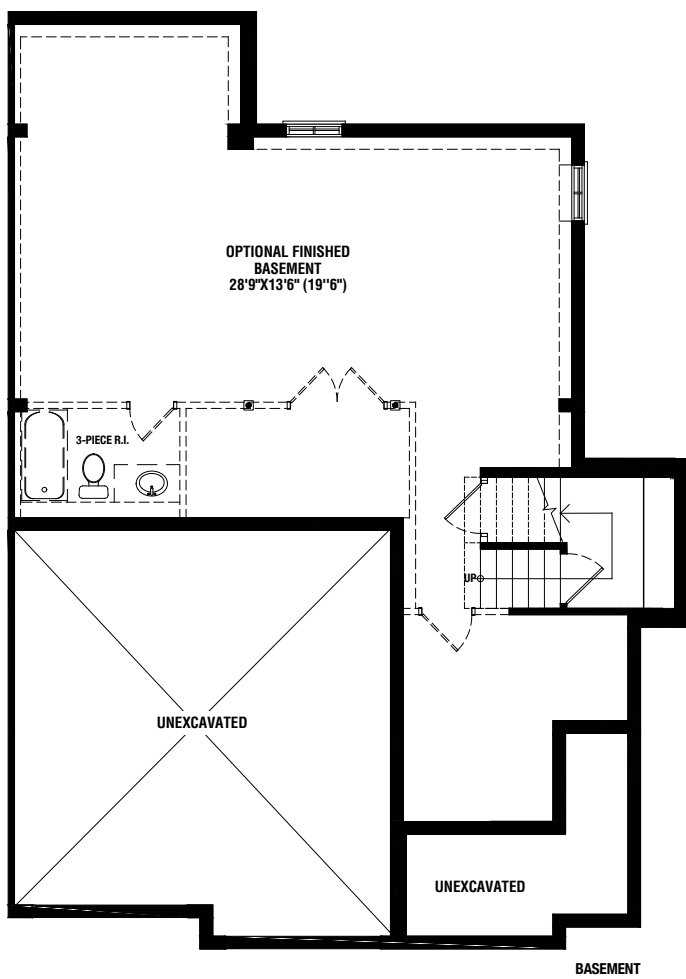 OPTIONAL FINISHED
BASEMENT
28'9"X13'6" (19''6")
3-PIECE R.I.
UP
UNEXCAVATED
UNEXCAVATED
BASEMENT